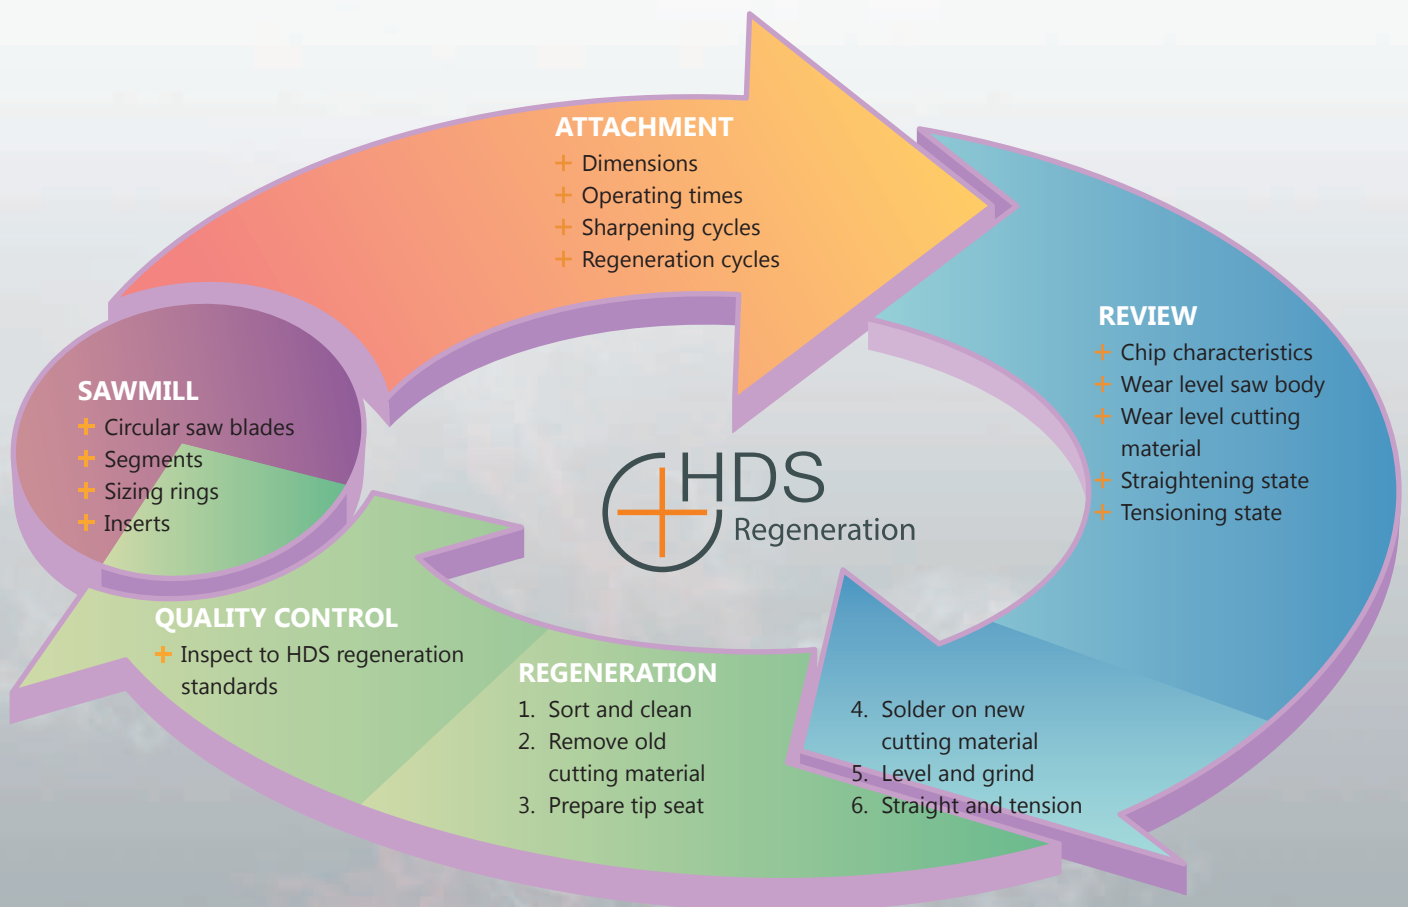 ATTACHMENT
+ Dimensions
+ Operating times
+ Sharpening cycles
+ Regeneration cycles
REVIEW
+ Chip characteristics
+ Wear level saw body
+ Wear level cutting
material
+ Straightening state
+ Tensioning state
SAWMILL
+ Circular saw blades
+ Segments
+ Sizing rings
+ Inserts
HDS
Regeneration
QUALITY CONTROL
+ Inspect to HDS regeneration
standards
REGENERATION
1. Sort and clean
2. Remove old
cutting material
3. Prepare tip seat
4. Solder on new
cutting material
5. Level and grind
6. Straight and tension